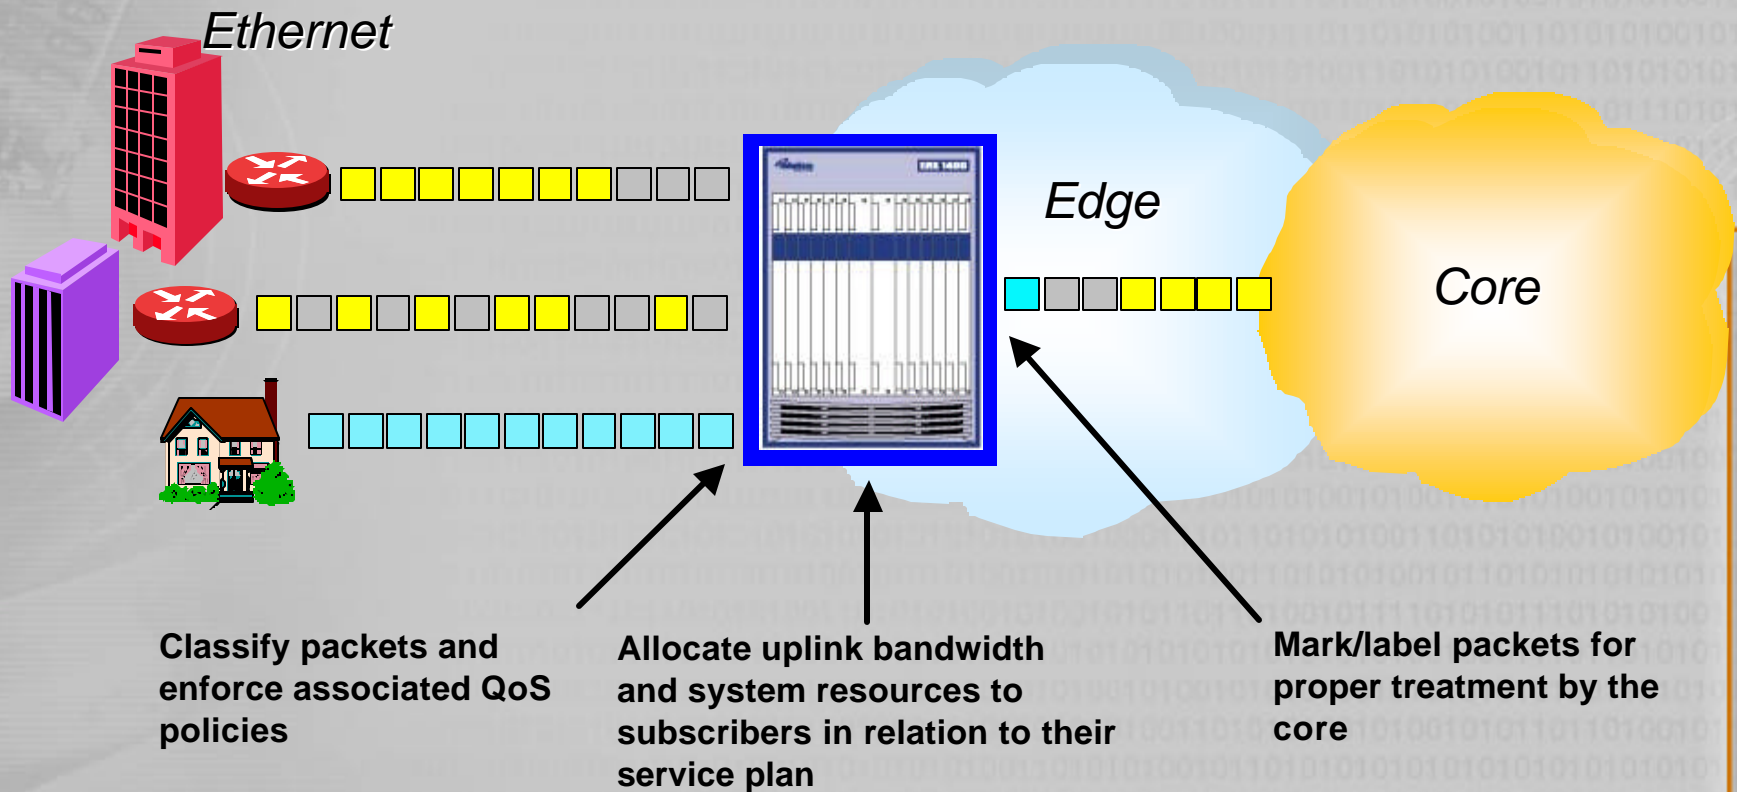 Ethernet
Edge
Core
Classify packets and
enforce associated QoS
policies
Allocate uplink bandwidth
and system resources to
subscribers in relation to their
service plan
Mark/label packets for
proper treatment by the
core